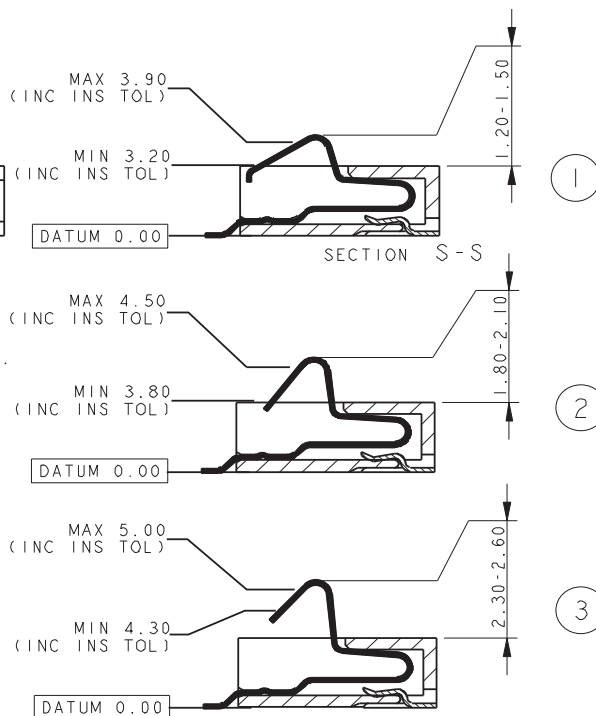 MAX 3.90
(INC INS TOL)
1.20-1.50
MIN 3.20
(INC INS TOL)
1
DATUM 0.00
SECTION S-S
MAX 4.50
(INC INS TOL)
1.80-2.10
MIN 3.80
(INC INS TOL)
2
DATUM 0.00
MAX 5.00
(INC INS TOL)
2.30-2.60
MIN 4.30
(INC INS TOL)
3
DATUM 0.00